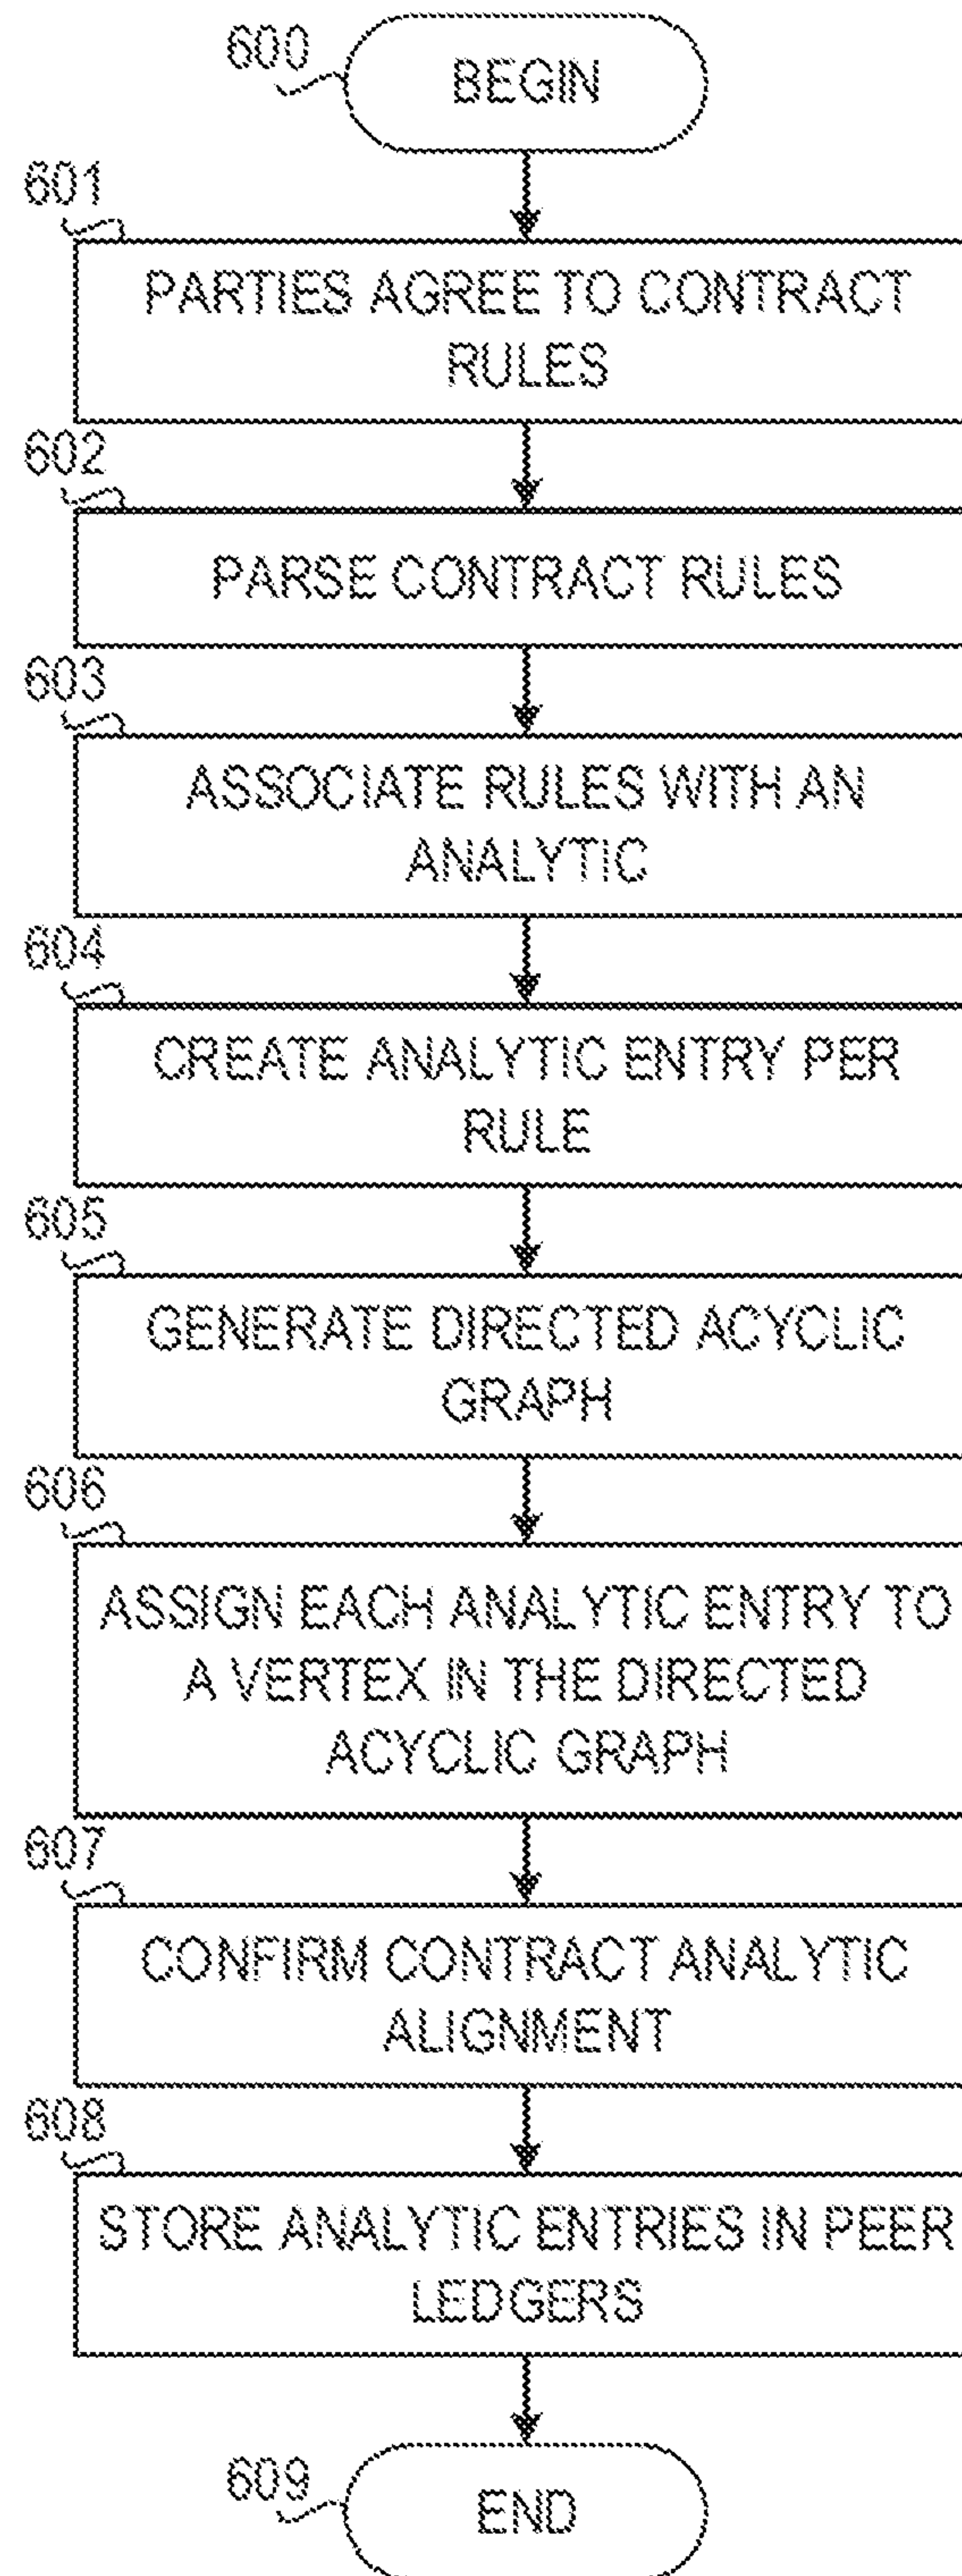 600
BEGIN
601
PARTIES AGREE TO CONTRACT
RULES
602
PARSE CONTRACT RULES
603
ASSOCIATE RULES WITH AN
ANALYTIC
604
CREATE ANALYTIC ENTRY PER
RULE
605
GENERATE DIRECTED ACYCLIC
GRAPH
606
ASSIGN EACH ANALYTIC ENTRY TO
A VERTEX IN THE DIRECTED
ACYCLIC GRAPH
607
CONFIRM CONTRACT ANALYTIC
ALIGNMENT
608
STORE ANALYTIC ENTRIES IN PEER
LEDGERS
609
END